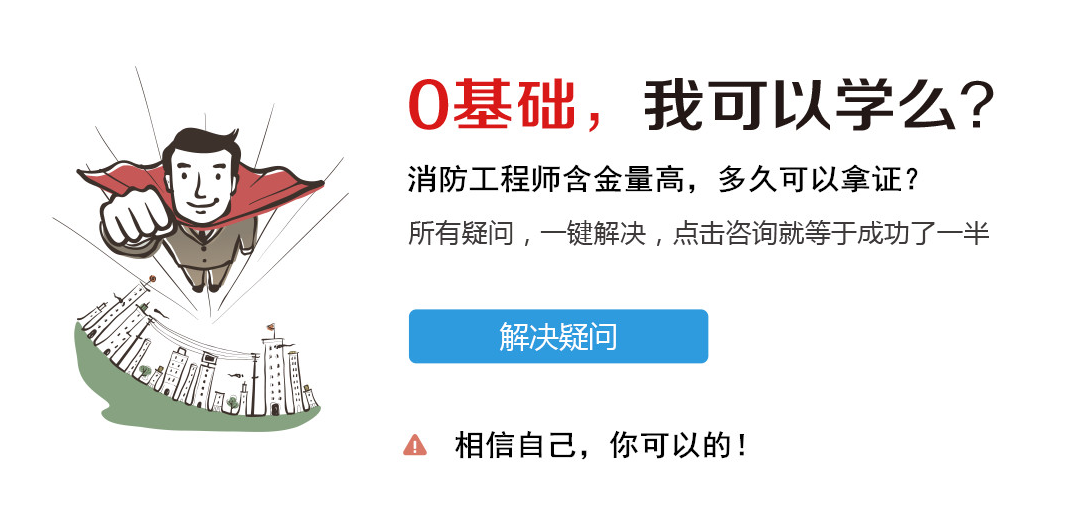 0基础，我可以学么?
消防工程师含金量高，多久可以拿证？
所有疑问，一键解决，点击咨询就等于成功了一半
解决疑问
相信自己，你可以的！